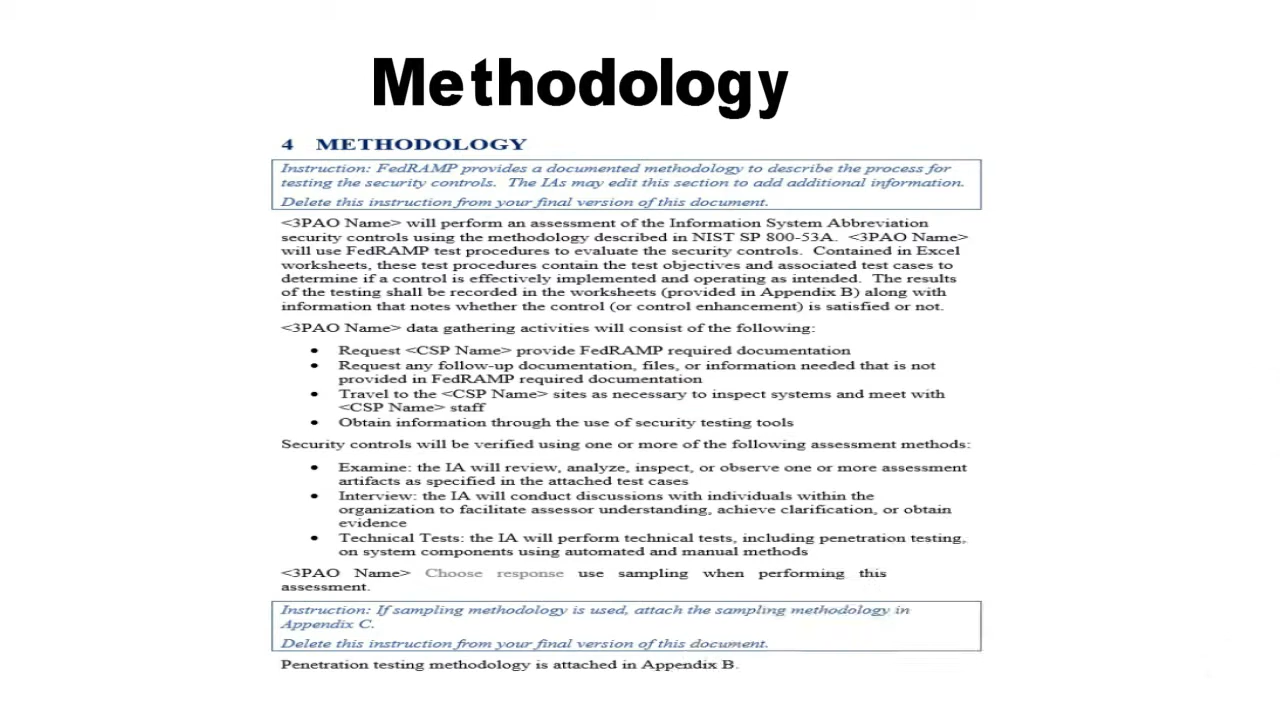 Methodology
4 METHODOLOGY
Instruction: FedRAMP provides a documented methodology to describe the process for
testing the security controls. The IAs may edit this section to add additional information.
Delete this instruction from your final version of this document.
<3PAO Name> will perform an assessment of the Information System Abbreviation
security controls using the methodology described in NIST SP 800-53A. <3PAO Name>
will use FedRAMP test procedures to evaluate the security controls. Contained in Excel
worksheets, these test procedures contain the test objectives and associated test cases to
determine if a control is effectively implemented and operating as intended. The results
of the testing shall be recorded in the worksheets (provided in Appendix B) along with
information that notes whether the control (or control enhancement) is satisfied or not.
<3PAO Name> data gathering activities will consist of the following:
• Request <CSP Name> provide FedRAMP required documentation
• Request any follow-up documentation, files, or information needed that is not
provided in FedRAMP required documentation
• Travel to the <CSP Name> sites as necessary to inspect systems and meet with
<CSP Name> staff
• Obtain information through the use of security testing tools
Security controls will be verified using one or more of the following assessment methods:
• Examine: the IA will review, analyze, inspect, or observe one or more assessment
artifacts as specified in the attached test cases
• Interview: the IA will conduct discussions with individuals within the
organization to facilitate assessor understanding, achieve clarification, or obtain
evidence
• Technical Tests: the IA will perform technical tests, including penetration testing,
on system components using automated and manual methods
<3PAO Name> Choose response use sampling when performing this
assessment.
Instruction: If sampling methodology is used, attach the sampling methodology in
Appendix C.
Delete this instruction from your final version of this document.
Penetration testing methodology is attached in Appendix B.